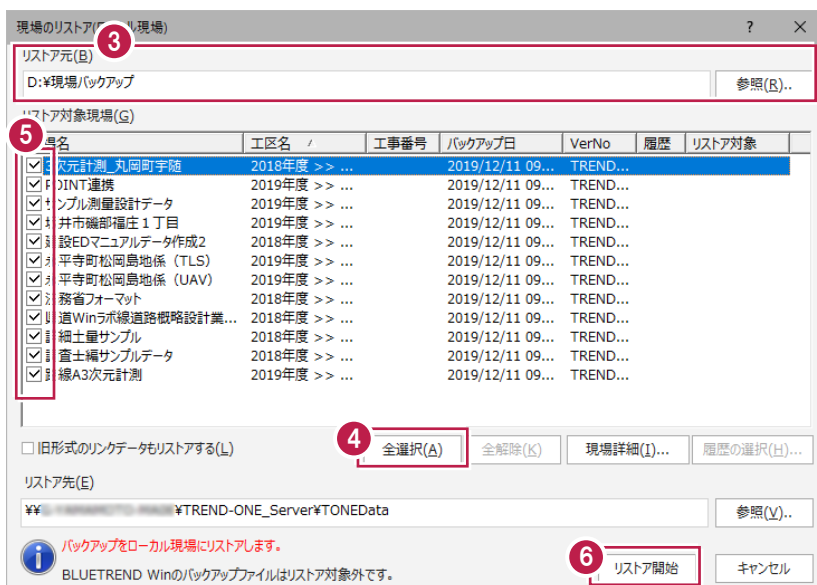 現場のリストア( ル現場) ? ×
3
リストア元(B)
D:¥現場バックアップ 参照(R)..
リストア対象現場(G)
5
名 工区名 工事番号 バックアップ日 VerNo 履歴 リストア対象
次元計測_丸岡町宇随 2018年度 >> ... 2019/12/11 09... TREND...
OINT連携 2019年度 >> ... 2019/12/11 09... TREND...
ンプル測量設計データ 2019年度 >> ... 2019/12/11 09... TREND...
井市磯部福庄1丁目 2019年度 >> ... 2019/12/11 09... TREND...
設EDマニュアルデータ作成2 2018年度 >> ... 2019/12/11 09... TREND...
平寺町松岡島地係(TLS) 2019年度 >> ... 2019/12/11 09... TREND...
平寺町松岡島地係(UAV) 2019年度 >> ... 2019/12/11 09... TREND...
務省フォーマット 2018年度 >> ... 2019/12/11 09... TREND...
道Winラボ線道路概略設計業... 2018年度 >> ... 2019/12/11 09... TREND...
細土量サンプル 2018年度 >> ... 2019/12/11 09... TREND...
査士編サンプルデータ 2018年度 >> ... 2019/12/11 09... TREND...
線A3次元計測 2019年度 >> ... 2019/12/11 09... TREND...
旧形式のリンクデータもリストアする(L) 4 全選択(A) 全解除(K) 現場詳細(I)... 履歴の選択(H)...
リストア先(E)
¥¥ ¥TREND-ONE_Server¥TONEData 参照(V)..
バックアップをローカル現場にリストアします。
BLUETREND Winのバックアップファイルはリストア対象外です。
6 リストア開始 キャンセル